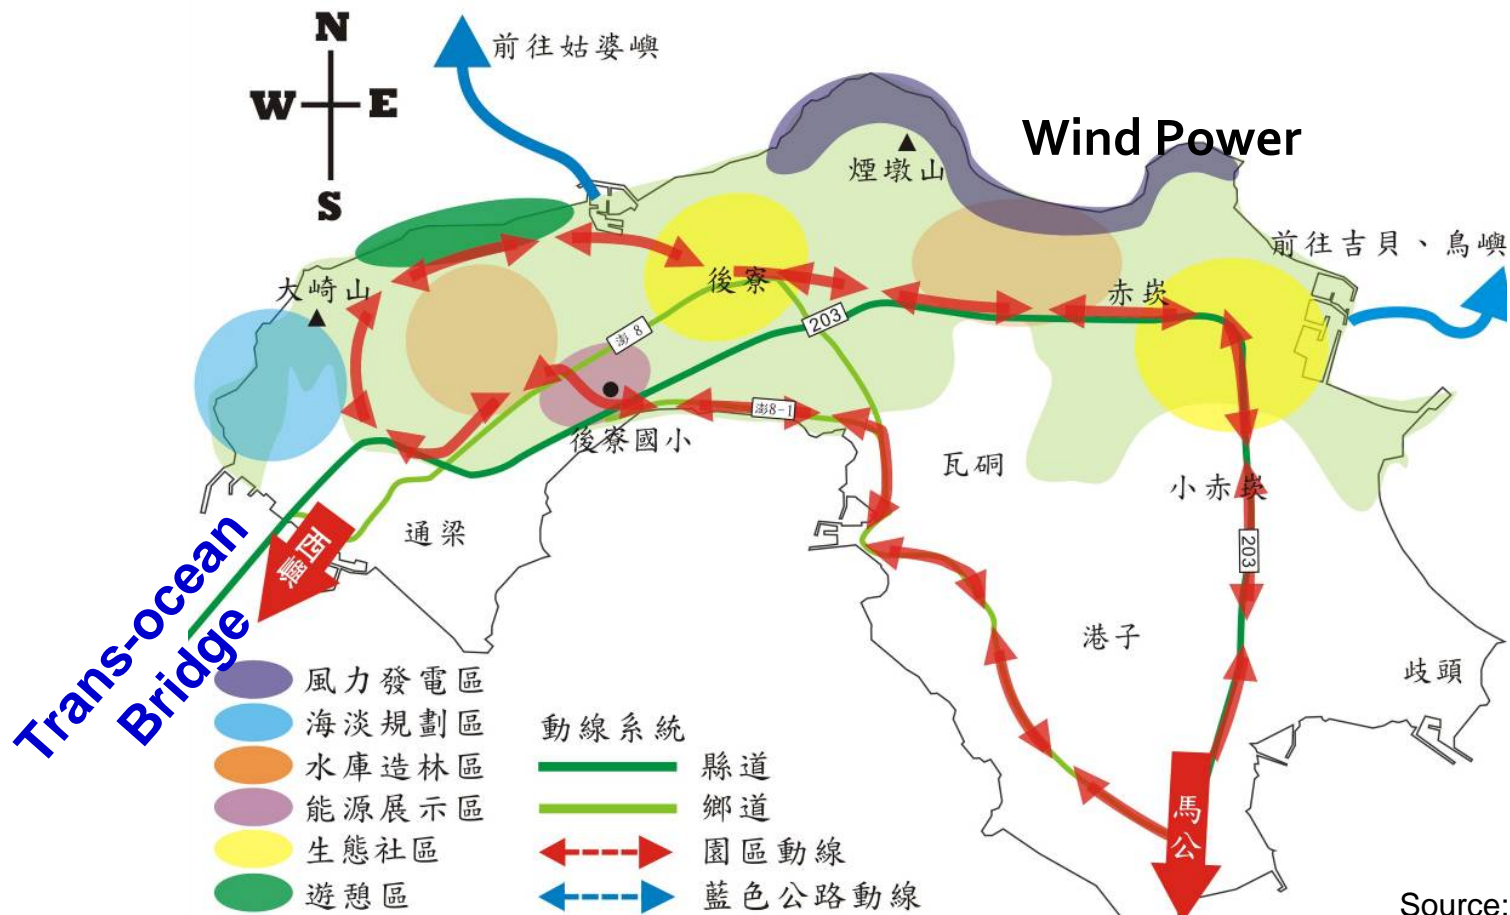 N
前往姑婆嶼
W E
S
Wind Power
煙墩山
前往吉貝、鳥嶼
大崎山
後寮
赤崁
203
澎 8
澎8-1
後寮國小
瓦硐
小赤崁
通梁
西嶼
203
港子
岐頭
Trans-ocean
Bridge
風力發電區
海淡規劃區
水庫造林區
能源展示區
生態社區
遊憩區
動線系統
縣道
鄉道
園區動線
藍色公路動線
馬公
Source: